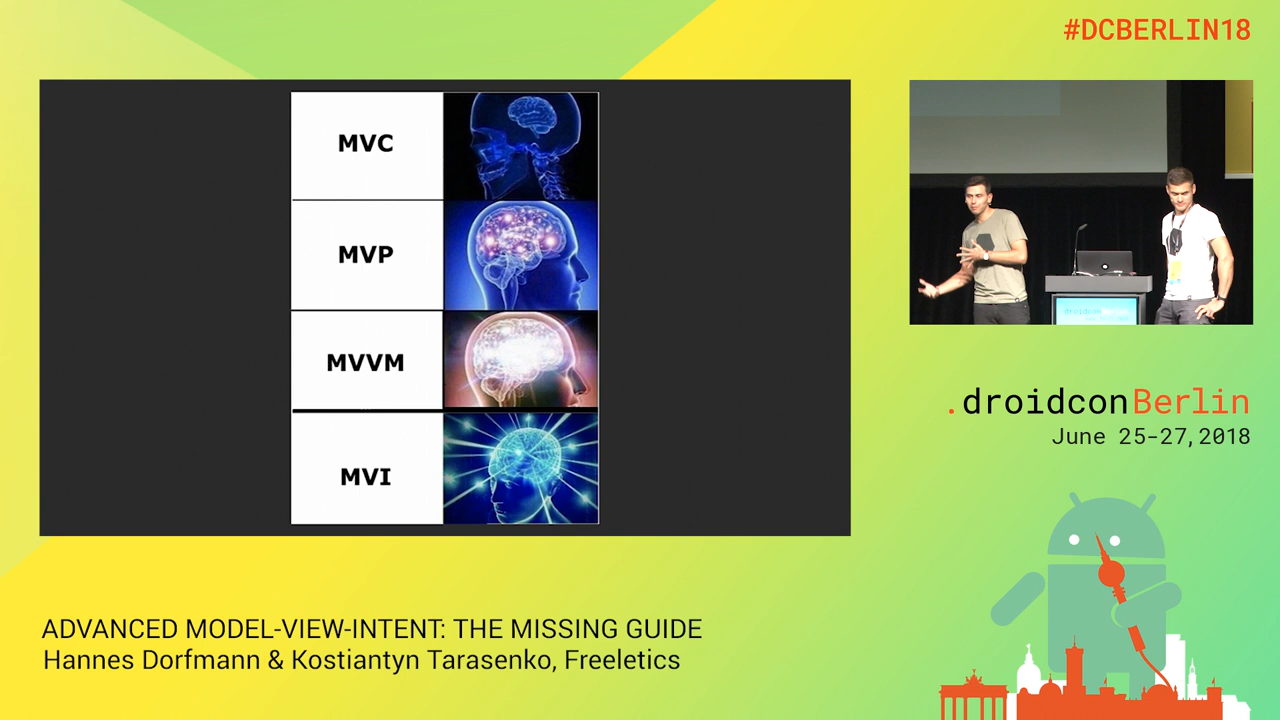 #DCBERLIN18
MVC
MVP
MVVM
MVI
.droidconBerlin
June 25-27, 2018
ADVANCED MODEL-VIEW-INTENT: THE MISSING GUIDE
Hannes Dorfmann & Kostiantyn Tarasenko, Freeletics